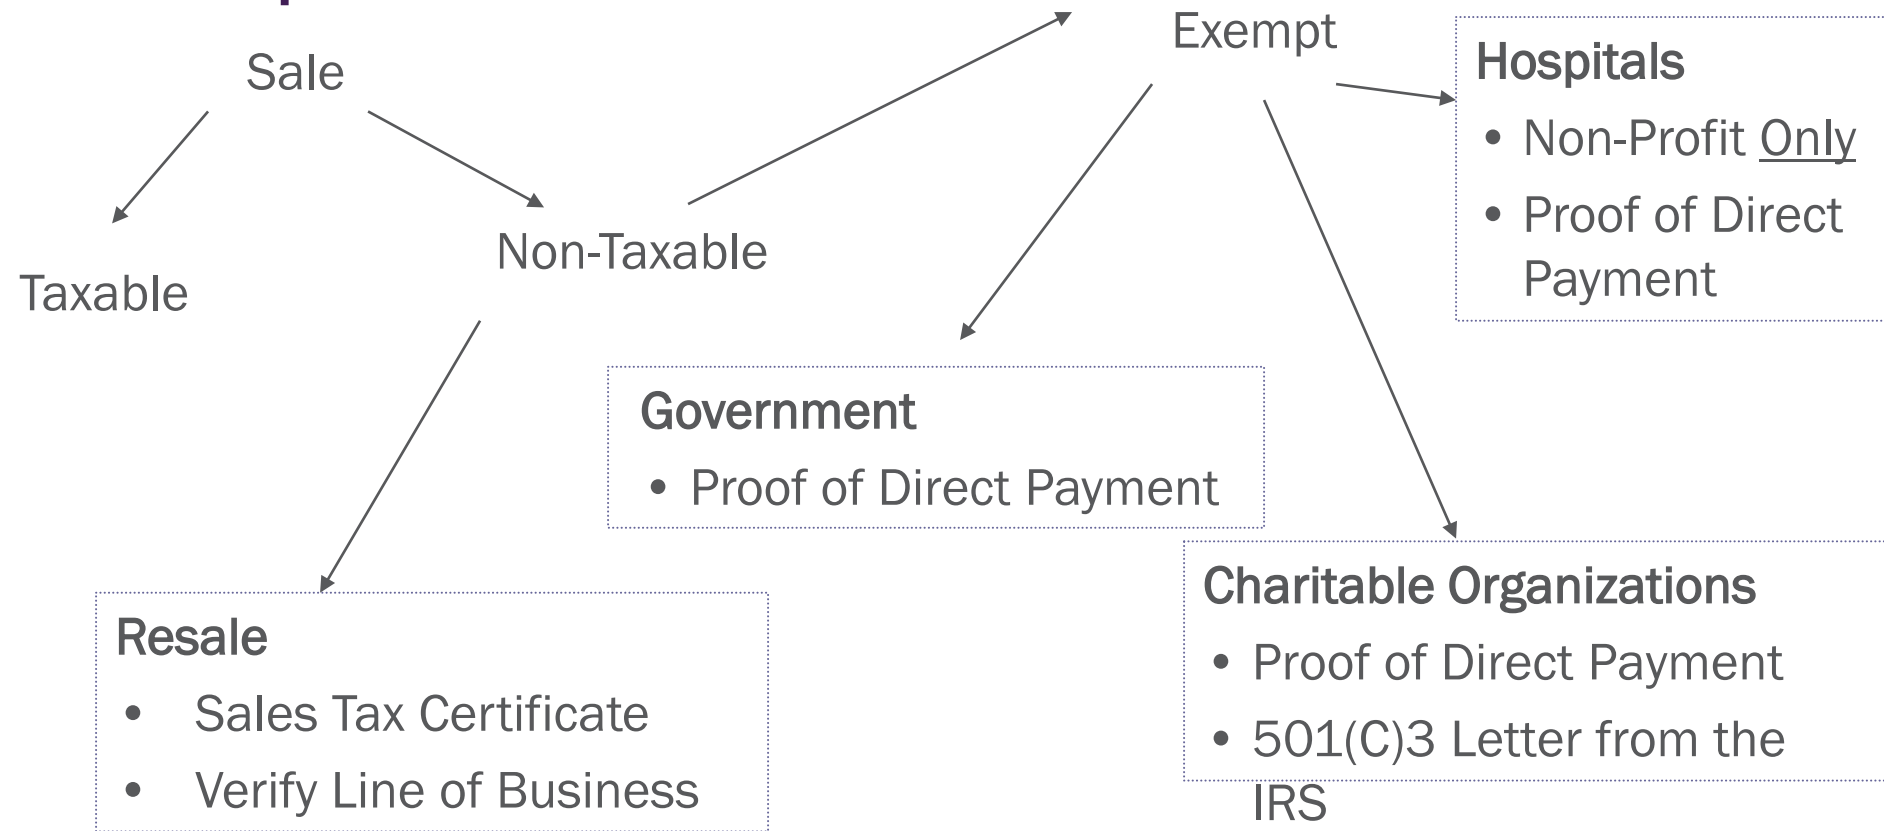 Exempt
Sale
Non-Taxable
Taxable
Hospitals
• Non-Profit Only
• Proof of Direct
Payment
Government
• Proof of Direct Payment
Charitable Organizations
• Proof of Direct Payment
• 501(C)3 Letter from the
IRS
Resale
• Sales Tax Certificate
• Verify Line of Business